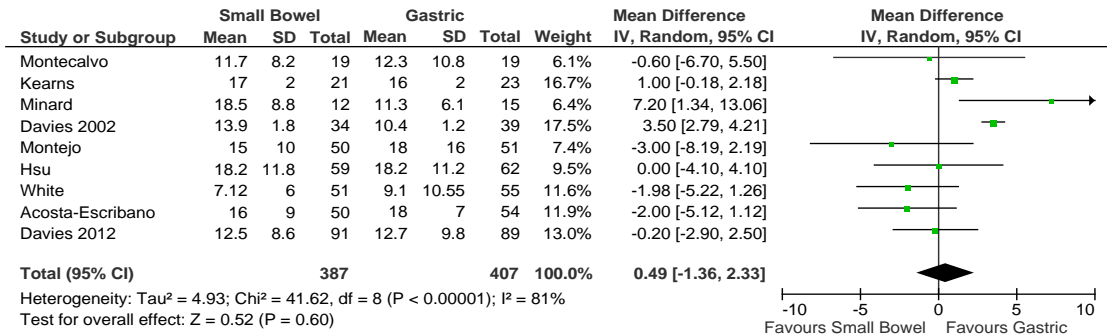 Small Bowel Gastric Mean Difference Mean Difference
Study or Subgroup Mean SD Total Mean SD Total Weight IV, Random, 95% CI IV, Random, 95% CI
Montecalvo 11.7 8.2 19 12.3 10.8 19 6.1% -0.60 [-6.70, 5.50]
Kearns 17 2 21 16 2 23 16.7% 1.00 [-0.18, 2.18]
Minard 18.5 8.8 12 11.3 6.1 15 6.4% 7.20 [1.34, 13.06]
Davies 2002 13.9 1.8 34 10.4 1.2 39 17.5% 3.50 [2.79, 4.21]
Montejo 15 10 50 18 16 51 7.4% -3.00 [-8.19, 2.19]
Hsu 18.2 11.8 59 18.2 11.2 62 9.5% 0.00 [-4.10, 4.10]
White 7.12 6 51 9.1 10.55 55 11.6% -1.98 [-5.22, 1.26]
Acosta-Escribano 16 9 50 18 7 54 11.9% -2.00 [-5.12, 1.12]
Davies 2012 12.5 8.6 91 12.7 9.8 89 13.0% -0.20 [-2.90, 2.50]
Total (95% CI) 387 407 100.0% 0.49 [-1.36, 2.33]
Heterogeneity: Tau² = 4.93; Chi² = 41.62, df = 8 (P < 0.00001); I² = 81%
Test for overall effect: Z = 0.52 (P = 0.60)
-10 -5 0 5 10
Favours Small Bowel Favours Gastric